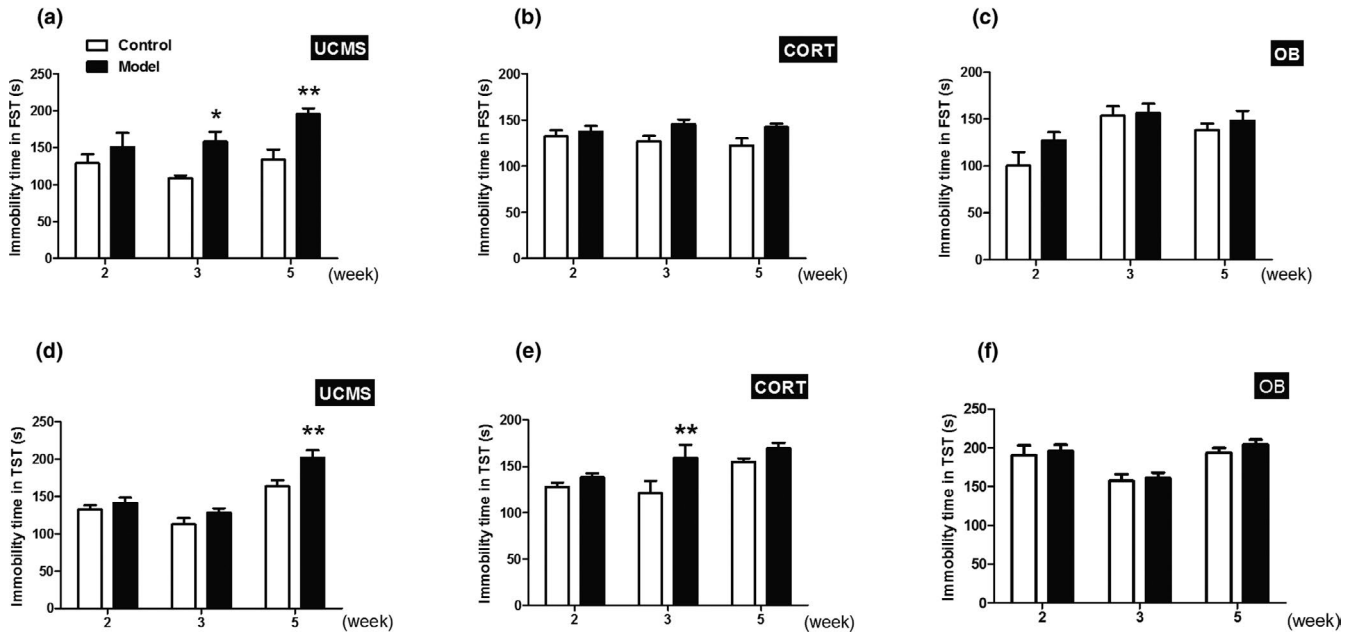 (a)
UCMS
Control
Model
Immobility time in FST (s)
250
200
150
100
50
0
*
**
2 3 5 (week)
(b)
CORT
Immobility time in FST (s)
200
150
100
50
0
2 3 5 (week)
(c)
OB
Immobility time in FST (s)
200
150
100
50
0
2 3 5 (week)
(d)
UCMS
Immobility time in TST (s)
250
200
150
100
50
0
**
2 3 5 (week)
(e)
CORT
Immobility time in TST (s)
200
150
100
50
0
**
2 3 5 (week)
(f)
OB
Immobility time in TST (s)
250
200
150
100
50
0
2 3 5 (week)